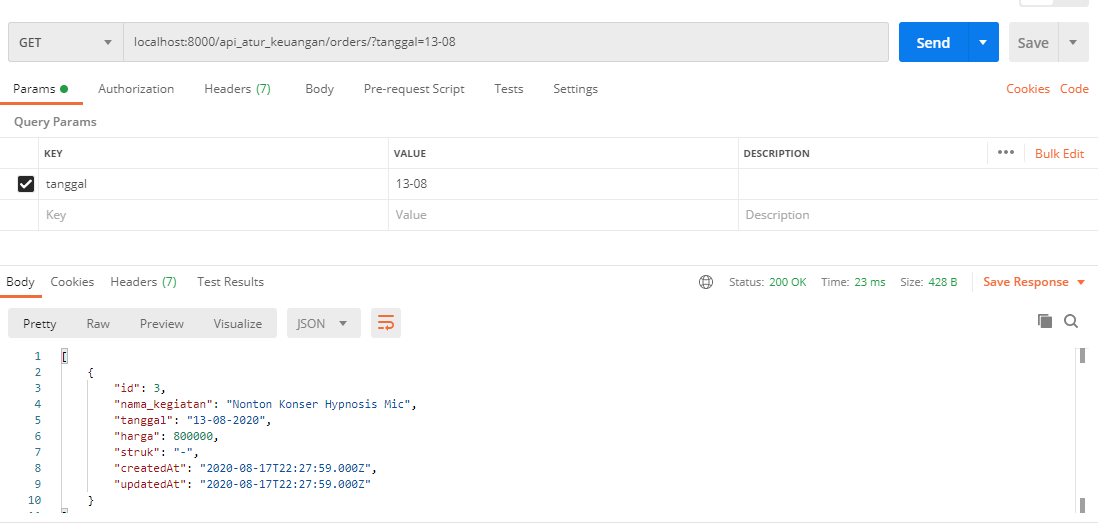 GET localhost:8000/api_atur_keuangan/orders/?tanggal=13-08 Send Save
Params Authorization Headers (7) Body Pre-request Script Tests Settings Cookies Code
Query Params
KEY VALUE DESCRIPTION ••• Bulk Edit
tanggal 13-08
Key Value Description
Body Cookies Headers (7) Test Results Status: 200 OK Time: 23 ms Size: 428 B Save Response
Pretty Raw Preview Visualize JSON
1 [
2 {
3 "id": 3,
4 "nama_kegiatan": "Nonton Konser Hypnosis Mic",
5 "tanggal": "13-08-2020",
6 "harga": 800000,
7 "struk": "-",
8 "createdAt": "2020-08-17T22:27:59.000Z",
9 "updatedAt": "2020-08-17T22:27:59.000Z"
10 }